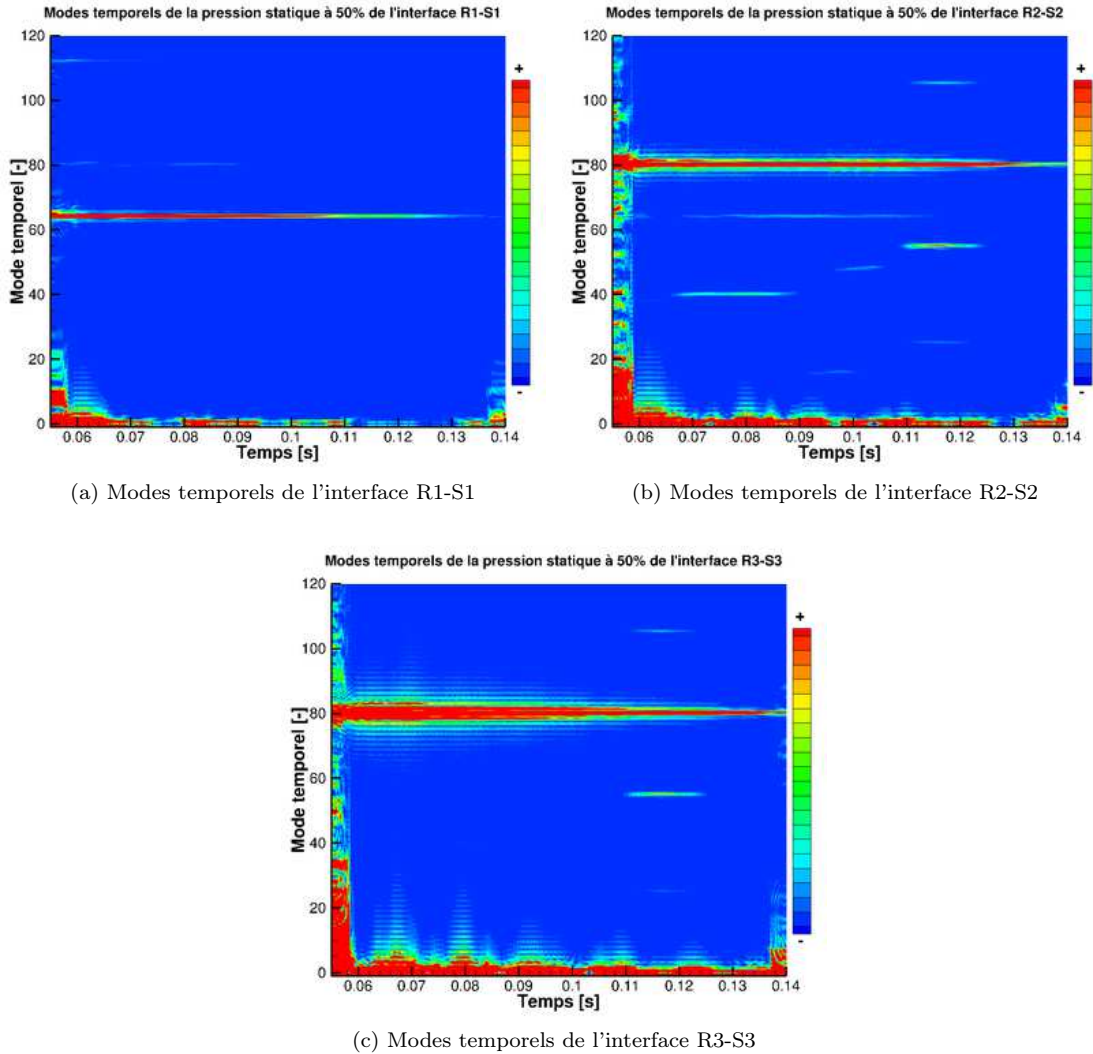 Modes temporels de la pression statique à 50% de l'interface R1-S1
Mode temporel [-]
120
100
80
60
40
20
0
0.06 0.07 0.08 0.09 0.1 0.11 0.12 0.13 0.14
Temps [s]
+
-
(a) Modes temporels de l'interface R1-S1
Modes temporels de la pression statique à 50% de l'interface R2-S2
Mode temporel [-]
120
100
80
60
40
20
0
0.06 0.07 0.08 0.09 0.1 0.11 0.12 0.13 0.14
Temps [s]
+
-
(b) Modes temporels de l'interface R2-S2
Modes temporels de la pression statique à 50% de l'interface R3-S3
Mode temporel [-]
120
100
80
60
40
20
0
0.06 0.07 0.08 0.09 0.1 0.11 0.12 0.13 0.14
Temps [s]
+
-
(c) Modes temporels de l'interface R3-S3